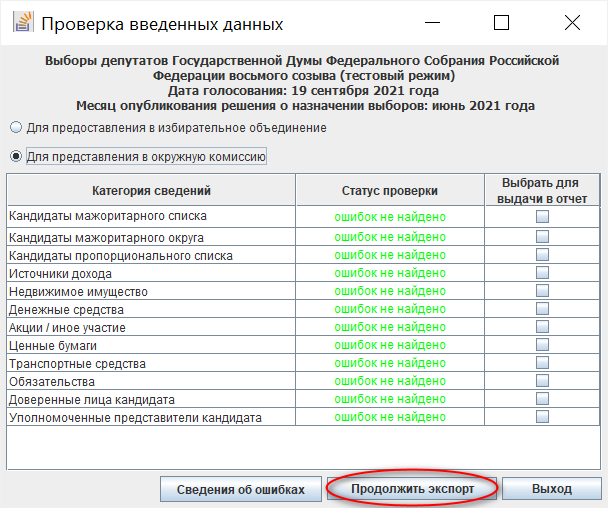 Проверка введенных данных
Выборы депутатов Государственной Думы Федерального Собрания Российской
Федерации восьмого созыва (тестовый режим)
Дата голосования: 19 сентября 2021 года
Месяц опубликования решения о назначении выборов: июнь 2021 года
Для предоставления в избирательное объединение
Для представления в окружную комиссию
Категория сведений Статус проверки Выбрать для
выдачи в отчет
Кандидаты мажоритарного списка ошибок не найдено
Кандидаты мажоритарного округа ошибок не найдено
Кандидаты пропорционального списка ошибок не найдено
Источники дохода ошибок не найдено
Недвижимое имущество ошибок не найдено
Денежные средства ошибок не найдено
Акции / иное участие ошибок не найдено
Ценные бумаги ошибок не найдено
Транспортные средства ошибок не найдено
Обязательства ошибок не найдено
Доверенные лица кандидата ошибок не найдено
Уполномоченные представители кандидата ошибок не найдено
Сведения об ошибках Продолжить экспорт Выход